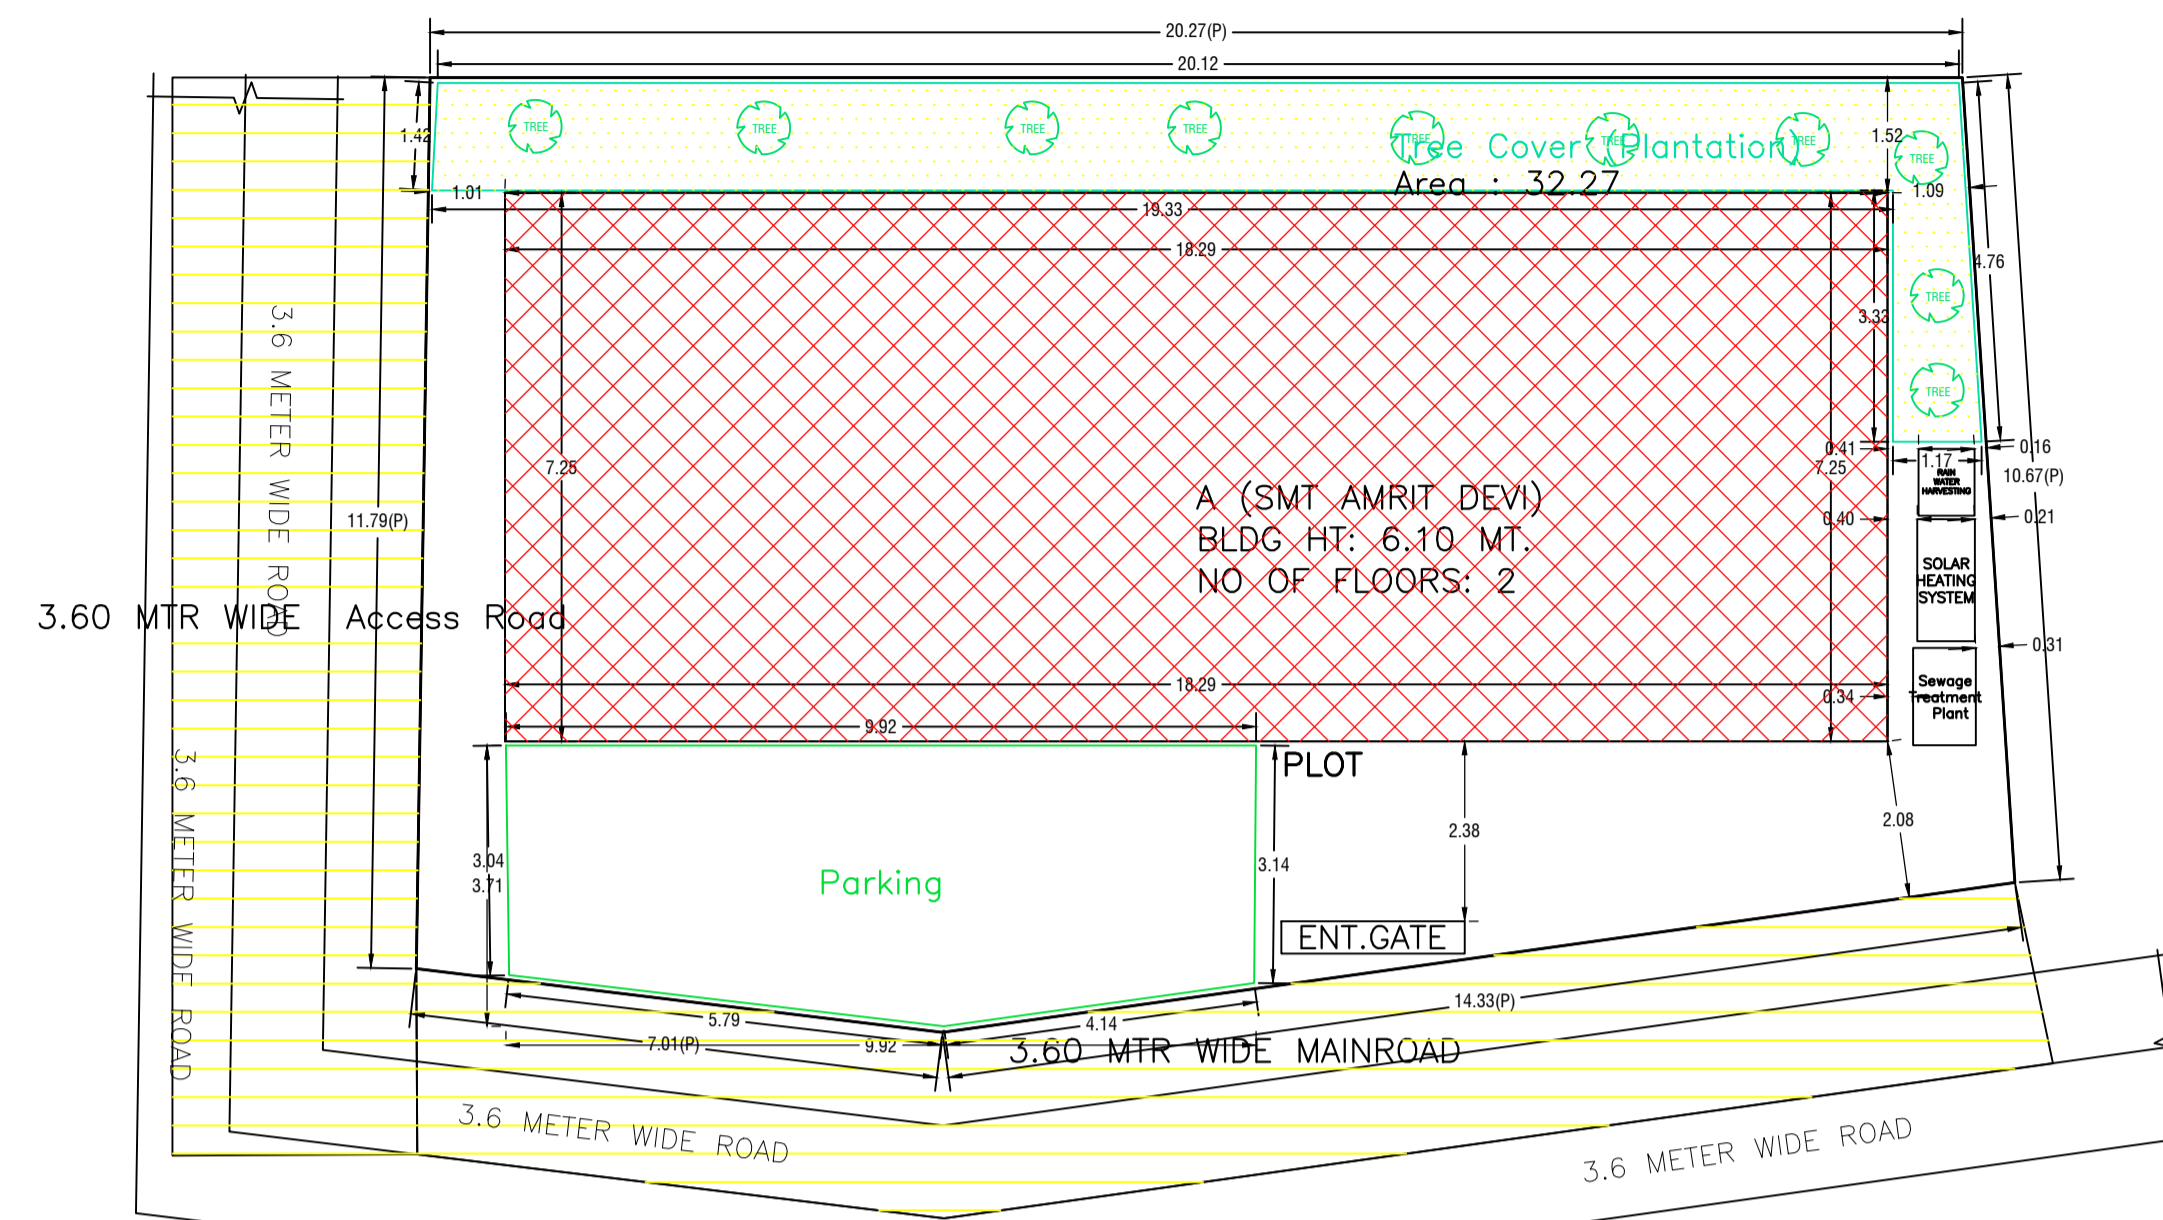 20.27(P)
20.12
TREE
TREE
TREE
TREE
TREE
TREE
TREE
TREE
1.42
1.52
Tree Cover (Plantation)
Area : 32.27
1.01
1.09
19.33
18.29
4.76
TREE
3.33
3.6 METER WIDE ROAD
TREE
0.41
0.16
7.25
7.25
1.17
10.67(P)
RAIN
WATER
HARVESTING
A (SMT AMRIT DEVI)
BLDG HT: 6.10 MT.
NO OF FLOORS: 2
11.79(P)
0.40
0.21
SOLAR
HEATING
SYSTEM
3.60 MTR WIDE Access Road
0.31
18.29
0.34
Sewage
Treatment
Plant
9.92
PLOT
3.6 METER WIDE ROAD
2.38
2.08
3.04
3.71
3.14
Parking
ENT.GATE
5.79
4.14
14.33(P)
7.01(P)
9.92
3.60 MTR WIDE MAINROAD
3.6 METER WIDE ROAD
3.6 METER WIDE ROAD